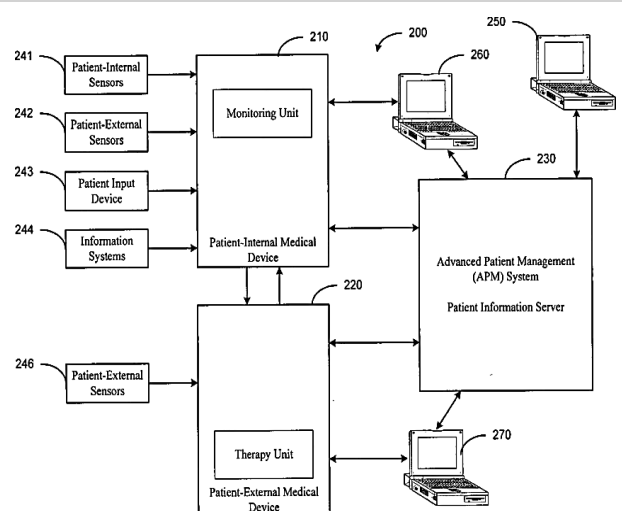 210
200
250
260
241
Patient-Internal
Sensors
242
Patient-External
Sensors
Monitoring Unit
243
Patient Input
Device
230
244
Information
Systems
Patient-Internal Medical
Device
Advanced Patient Management
(APM) System
Patient Information Server
220
246
Patient-External
Sensors
270
Therapy Unit
Patient-External Medical
Device